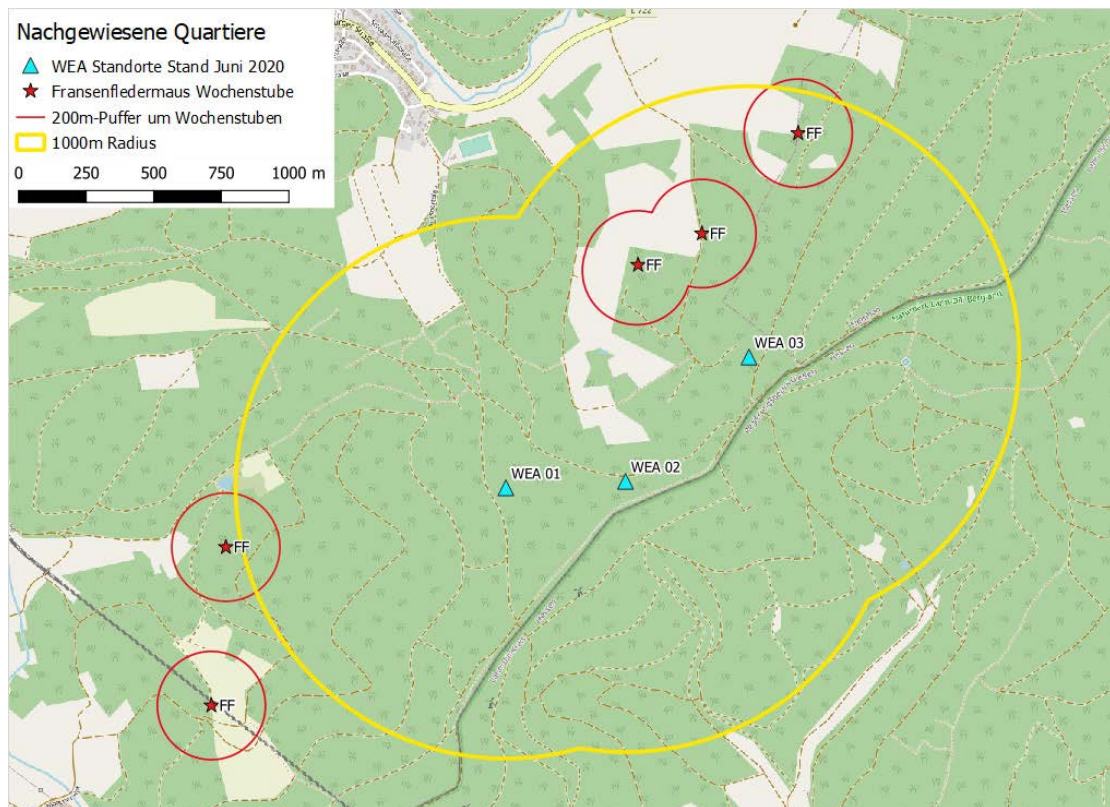 Nachgewiesene Quartiere
WEA Standorte Stand Juni 2020
Fransenfledermaus Wochenstube
200m-Puffer um Wochenstuben
1000m Radius
0 250 500 750 1000 m
FF
FF
FF
WEA 03
WEA 02
WEA 01
FF
FF